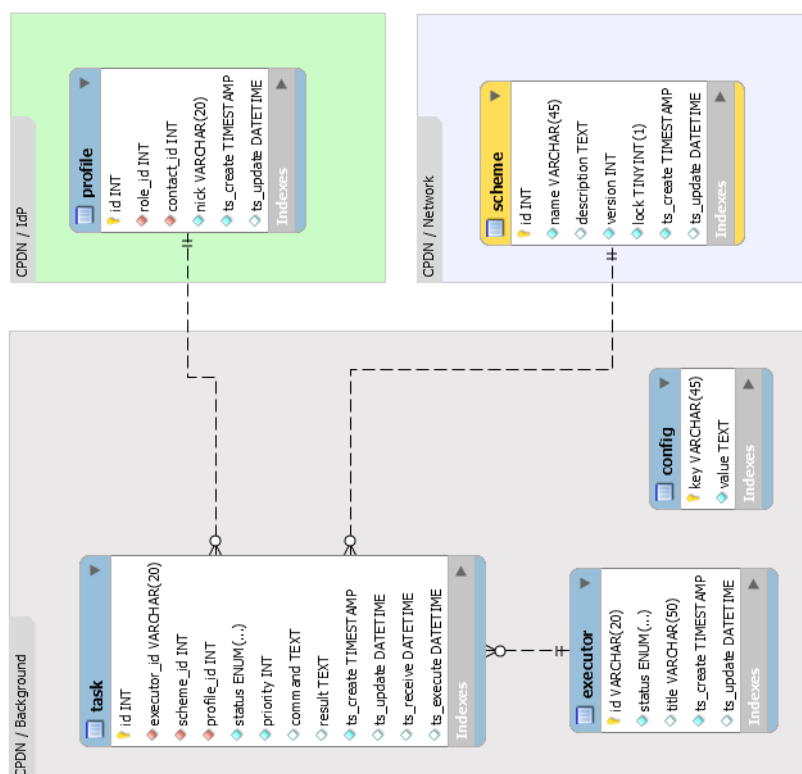 CPDN / IdP
profile
id INT
role_id INT
contact_id INT
nick VARCHAR(20)
ts_create TIMESTAMP
ts_update DATETIME
Indexes
CPDN / Network
scheme
id INT
name VARCHAR(45)
description TEXT
version INT
lock TINYINT(1)
ts_create TIMESTAMP
ts_update DATETIME
Indexes
CPDN / Background
task
id INT
executor_id VARCHAR(20)
scheme_id INT
profile_id INT
status ENUM(...)
priority INT
command TEXT
result TEXT
ts_create TIMESTAMP
ts_update DATETIME
ts_receive DATETIME
ts_execute DATETIME
Indexes
executor
id VARCHAR(20)
status ENUM(...)
title VARCHAR(50)
ts_create TIMESTAMP
ts_update DATETIME
Indexes
config
key VARCHAR(45)
value TEXT
Indexes